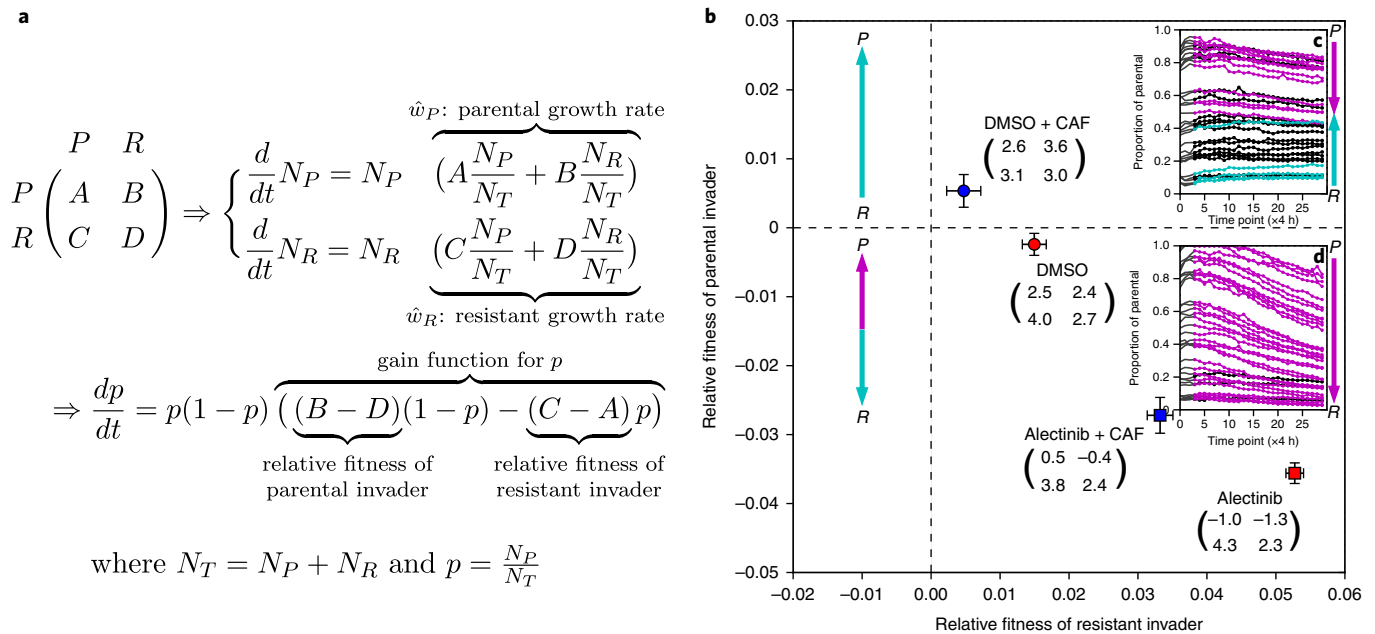 a
ŵ_P: parental growth rate
P R
P ( A B ) ⇒ { d/dt N_P = N_P (A N_P/N_T + B N_R/N_T)
R ( C D ) d/dt N_R = N_R (C N_P/N_T + D N_R/N_T)
ŵ_R: resistant growth rate
gain function for p
⇒ dp/dt = p(1 − p) ( (B − D)(1 − p) − (C − A) p )
relative fitness of parental invader
relative fitness of resistant invader
where N_T = N_P + N_R and p = N_P/N_T
b
Relative fitness of parental invader
0.03
0.02
0.01
0
−0.01
−0.02
−0.03
−0.04
−0.05
−0.02 −0.01 0.00 0.01 0.02 0.03 0.04 0.05 0.06
Relative fitness of resistant invader
P
R
P
R
DMSO + CAF
2.6 3.6
3.1 3.0
DMSO
2.5 2.4
4.0 2.7
Alectinib + CAF
0.5 −0.4
3.8 2.4
Alectinib
−1.0 −1.3
4.3 2.3
c
Proportion of parental
1.0
0.8
0.6
0.4
0.2
0
0 5 10 15 20 25
Time point (×4 h)
P
R
d
Proportion of parental
1.0
0.8
0.6
0.4
0.2
0
0 5 10 15 20 25
Time point (×4 h)
P
R